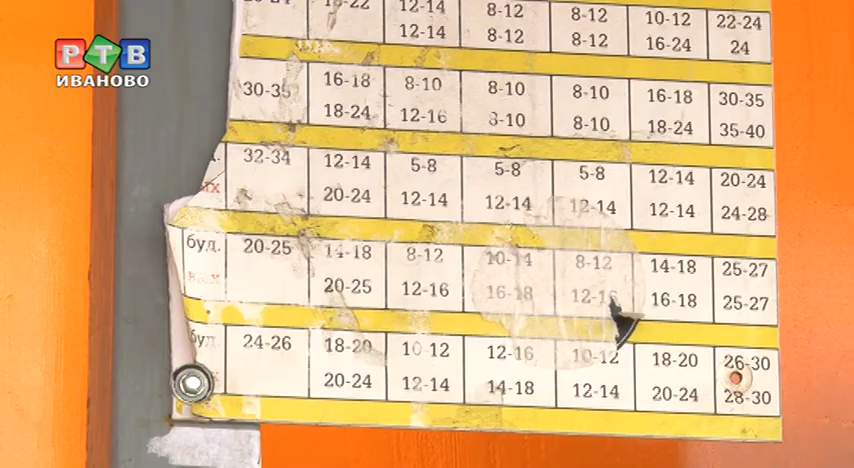 18-22 12-14 8-12 8-12 10-12 22-24
12-14 8-12 8-12 16-24 24
РТВ
ИВАНОВО
30-35 16-18 8-10 8-10 8-10 16-18 30-35
18-24 12-16 8-10 8-10 18-24 35-40
32-34 12-14 5-8 5-8 5-8 12-14 20-24
20-24 12-14 12-14 12-14 12-14 24-28
буд. 20-25 14-18 8-12 10-14 8-12 14-18 25-27
вых 20-25 12-16 16-18 12-16 16-18 25-27
буд. 24-26 18-20 10-12 12-16 10-12 18-20 26-30
20-24 12-14 14-18 12-14 20-24 28-30